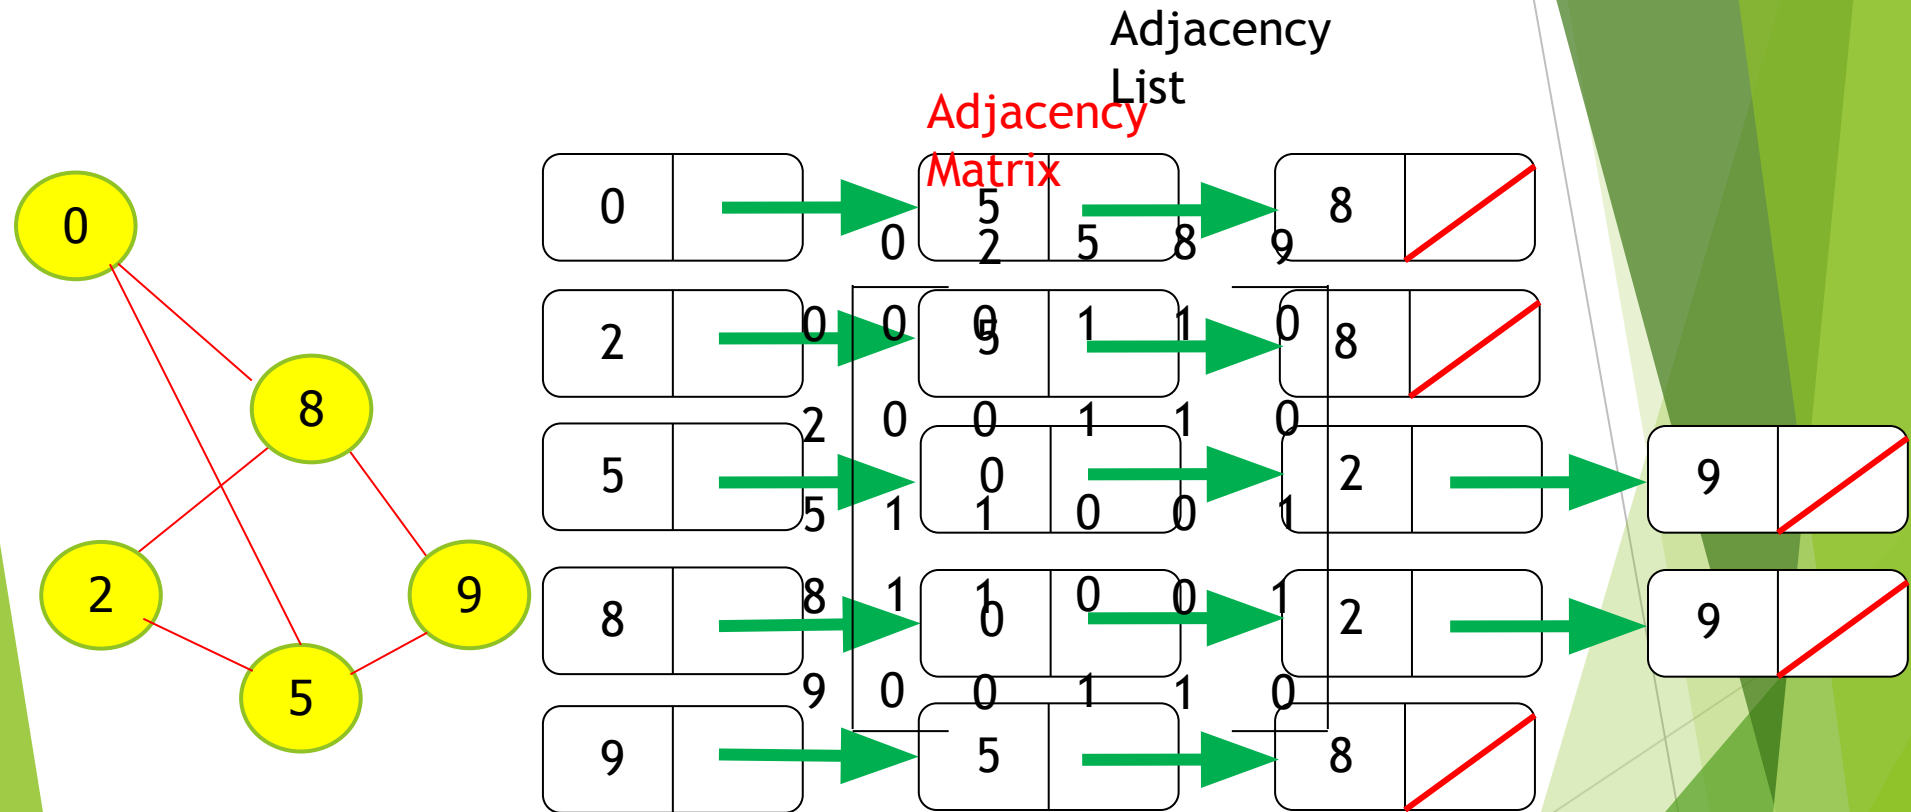 Adjacency
List
Adjacency
Matrix
0 5 8
0 2 5 8 9
2 5 8
0 0 0 1 1 0
2 0 0 1 1 0
5 0 2 9
5 1 1 0 0 1
8 0 2 9
8 1 1 0 0 1
9 0 0 1 1 0
9 5 8
0
8
2
9
5